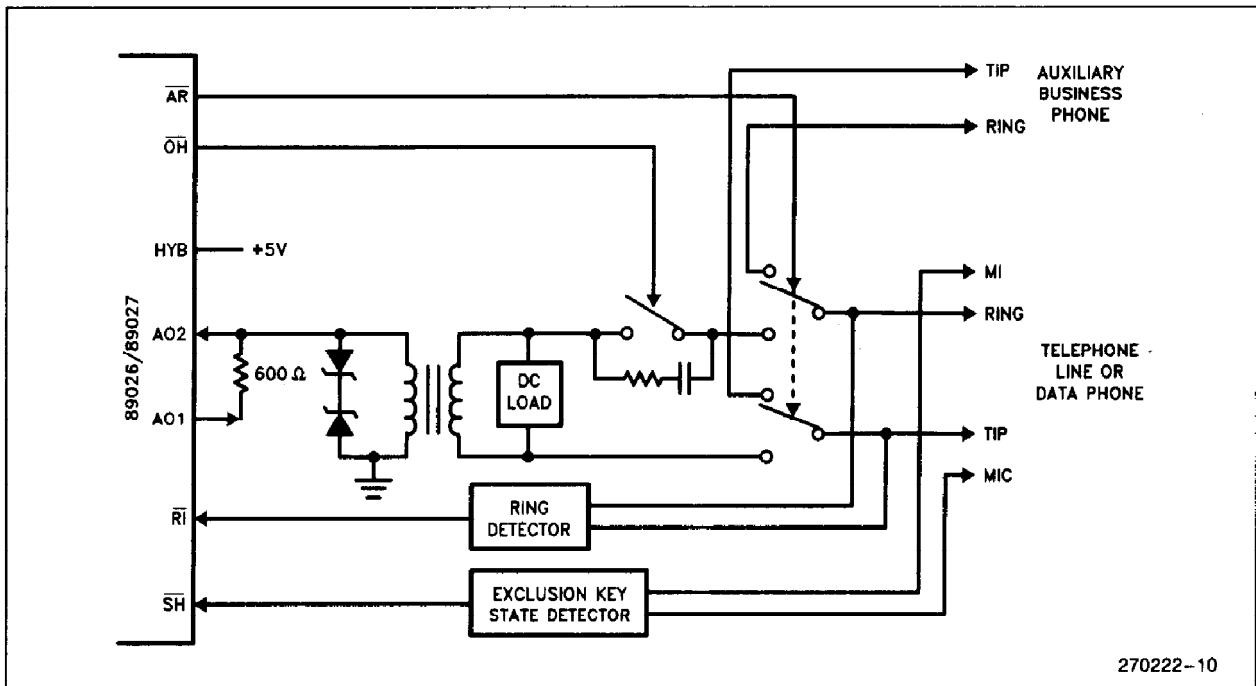 AR
TIP
AUXILIARY
BUSINESS
PHONE
OH
RING
HYB
+5V
MI
89026/89027
AO2
RING
600 Ω
DC
LOAD
TELEPHONE
LINE OR
DATA PHONE
AO1
TIP
MIC
RI
RING
DETECTOR
SH
EXCLUSION KEY
STATE DETECTOR
270222-10